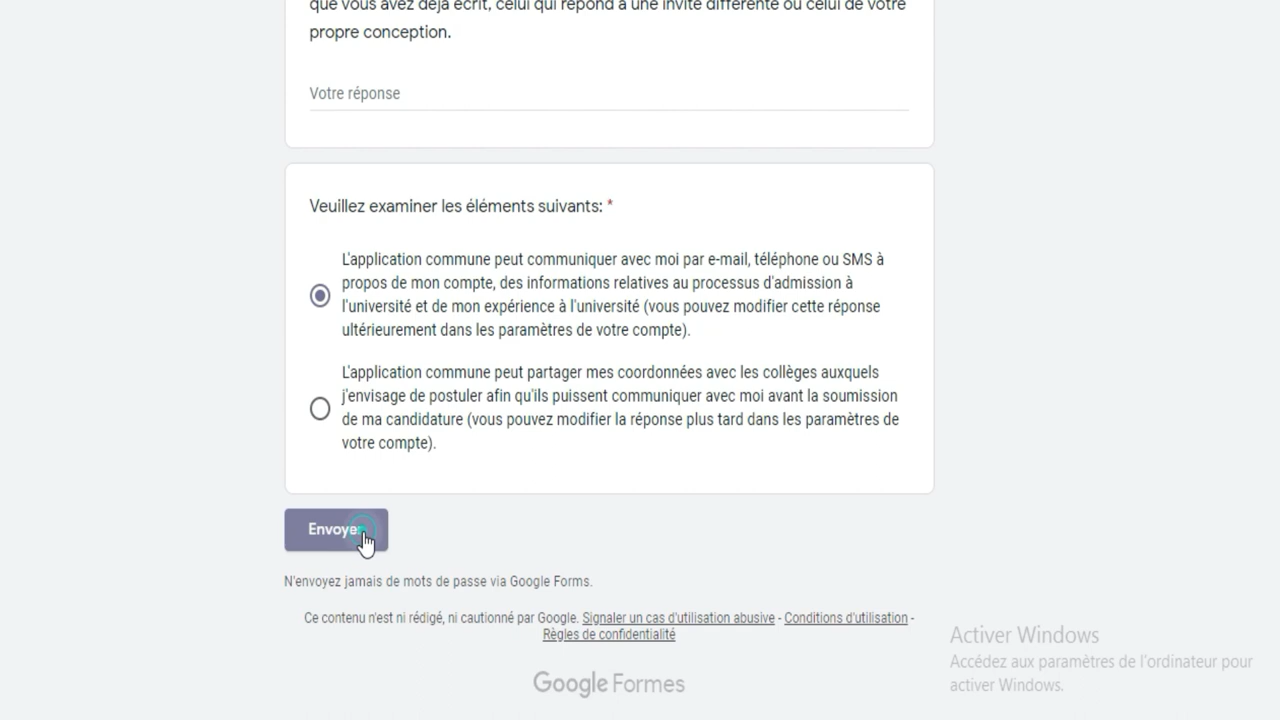 que vous avez déjà écrit, celui qui répond à une invite différente ou celui de votre
propre conception.
Votre réponse
Veuillez examiner les éléments suivants: *
L'application commune peut communiquer avec moi par e-mail, téléphone ou SMS à
propos de mon compte, des informations relatives au processus d'admission à
l'université et de mon expérience à l'université (vous pouvez modifier cette réponse
ultérieurement dans les paramètres de votre compte).
L'application commune peut partager mes coordonnées avec les collèges auxquels
j'envisage de postuler afin qu'ils puissent communiquer avec moi avant la soumission
de ma candidature (vous pouvez modifier la réponse plus tard dans les paramètres de
votre compte).
Envoyer
N'envoyez jamais de mots de passe via Google Forms.
Ce contenu n'est ni rédigé, ni cautionné par Google. Signaler un cas d'utilisation abusive - Conditions d'utilisation -
Règles de confidentialité
Google Formes
Activer Windows
Accédez aux paramètres de l'ordinateur pour
activer Windows.